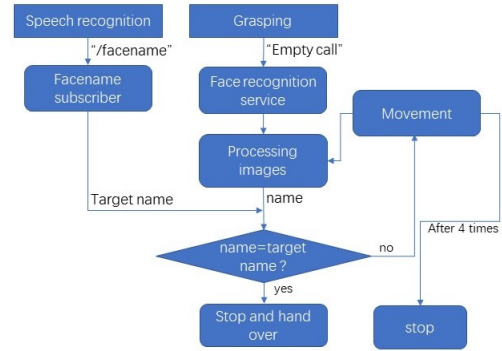 Speech recognition
Grasping
"/facename"
"Empty call"
Facename
subscriber
Face recognition
service
Movement
Processing
images
Target name
name
After 4 times
name=target
name ?
no
yes
Stop and hand
over
stop